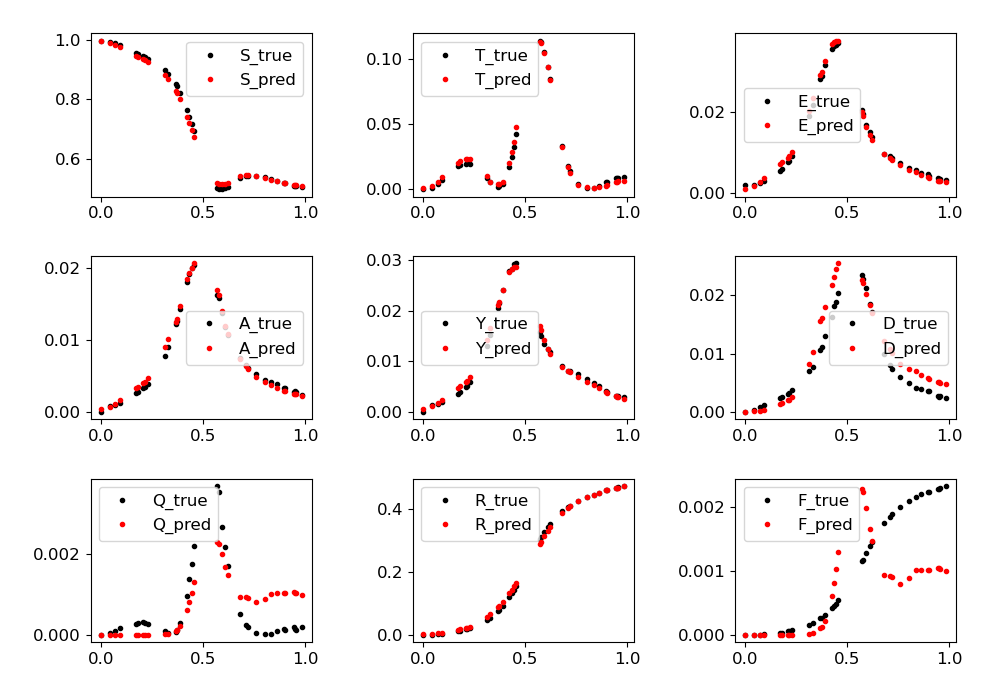 1.0
0.8
0.6
0.0 0.5 1.0
S_true
S_pred
0.10
0.05
0.00
0.0 0.5 1.0
T_true
T_pred
0.02
0.00
0.0 0.5 1.0
E_true
E_pred
0.02
0.01
0.00
0.0 0.5 1.0
A_true
A_pred
0.03
0.02
0.01
0.00
0.0 0.5 1.0
Y_true
Y_pred
0.02
0.01
0.00
0.0 0.5 1.0
D_true
D_pred
0.002
0.000
0.0 0.5 1.0
Q_true
Q_pred
0.4
0.2
0.0
0.0 0.5 1.0
R_true
R_pred
0.002
0.001
0.000
0.0 0.5 1.0
F_true
F_pred